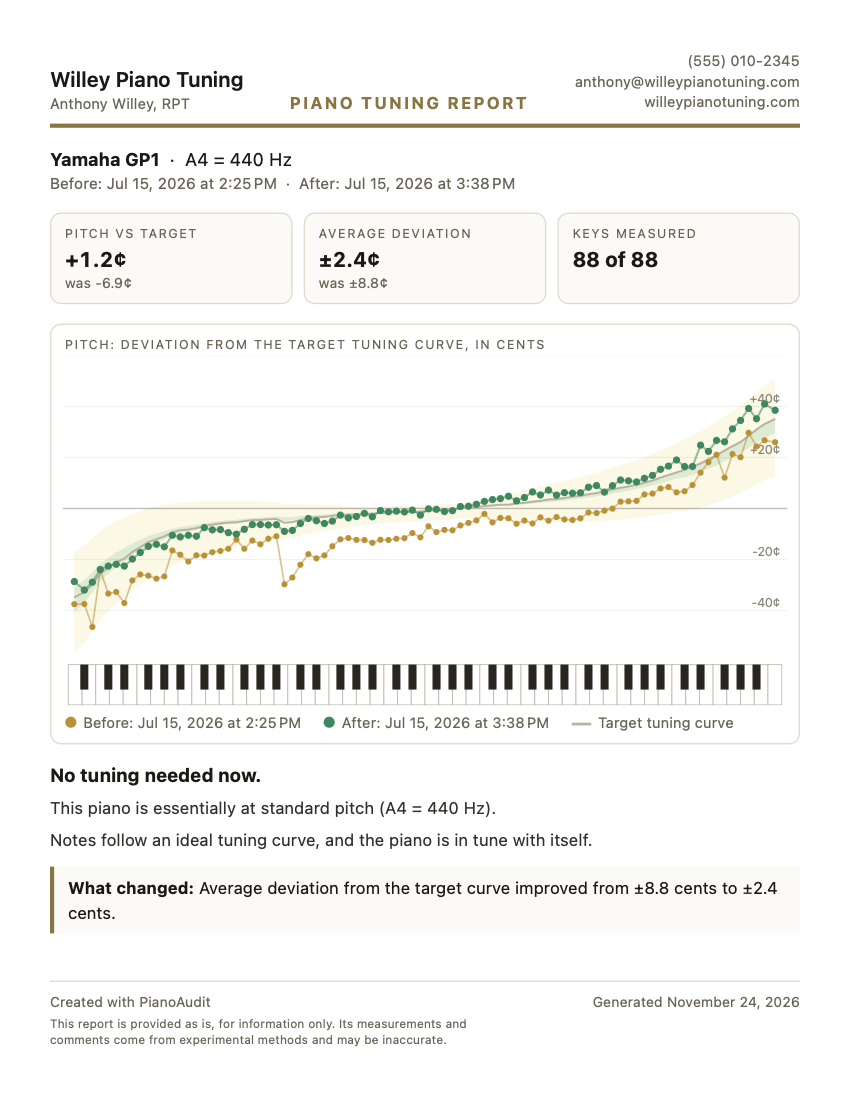 Willey Piano Tuning
Anthony Willey, RPT
PIANO TUNING REPORT
(555) 010-2345
anthony@willeypianotuning.com
willeypianotuning.com
Yamaha GP1 · A4 = 440 Hz
Before: Jul 15, 2026 at 2:25 PM · After: Jul 15, 2026 at 3:38 PM
PITCH VS TARGET
+1.2¢
was -6.9¢
AVERAGE DEVIATION
±2.4¢
was ±8.8¢
KEYS MEASURED
88 of 88
PITCH: DEVIATION FROM THE TARGET TUNING CURVE, IN CENTS
+40¢
+20¢
-20¢
-40¢
Before: Jul 15, 2026 at 2:25 PM
After: Jul 15, 2026 at 3:38 PM
Target tuning curve
No tuning needed now.
This piano is essentially at standard pitch (A4 = 440 Hz).
Notes follow an ideal tuning curve, and the piano is in tune with itself.
What changed: Average deviation from the target curve improved from ±8.8 cents to ±2.4
cents.
Created with PianoAudit
Generated November 24, 2026
This report is provided as is, for information only. Its measurements and
comments come from experimental methods and may be inaccurate.